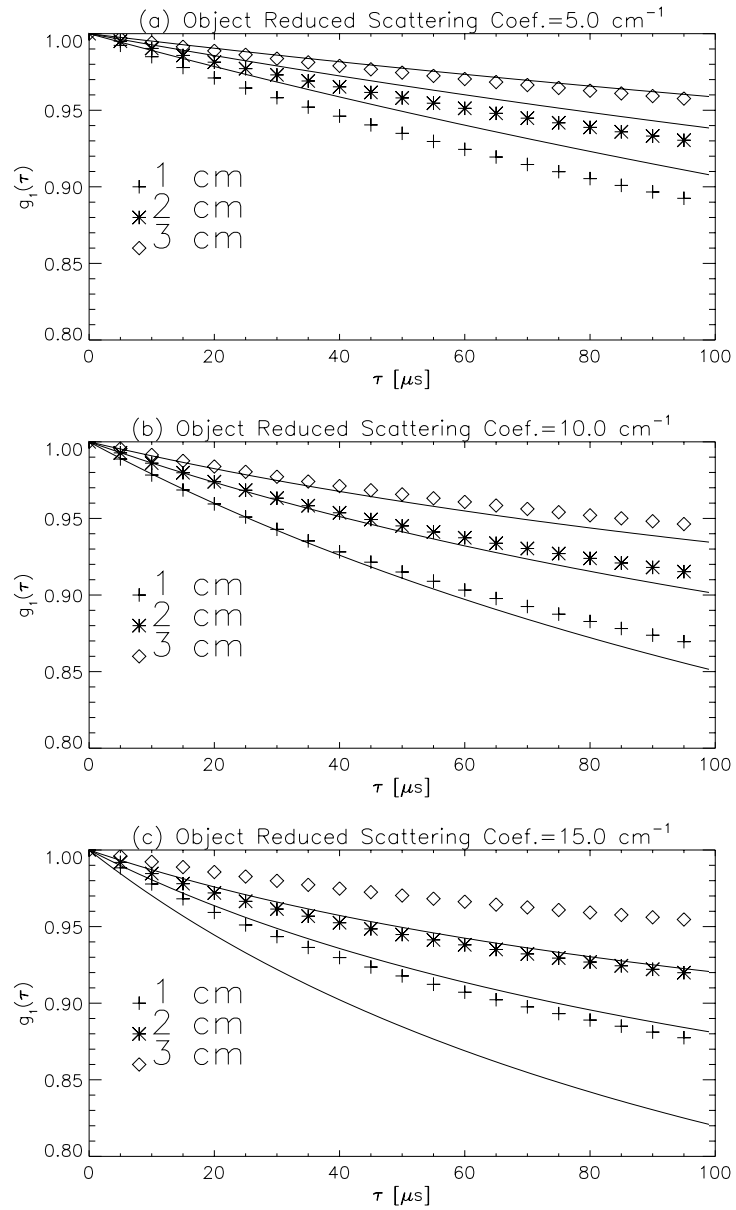 (a) Object Reduced Scattering Coef.=5.0 cm⁻¹
1.00
0.95
0.90
0.85
0.80
g₁(τ)
1 cm
2 cm
3 cm
0 20 40 60 80 100
τ [μs]
(b) Object Reduced Scattering Coef.=10.0 cm⁻¹
1.00
0.95
0.90
0.85
0.80
g₁(τ)
1 cm
2 cm
3 cm
0 20 40 60 80 100
τ [μs]
(c) Object Reduced Scattering Coef.=15.0 cm⁻¹
1.00
0.95
0.90
0.85
0.80
g₁(τ)
1 cm
2 cm
3 cm
0 20 40 60 80 100
τ [μs]